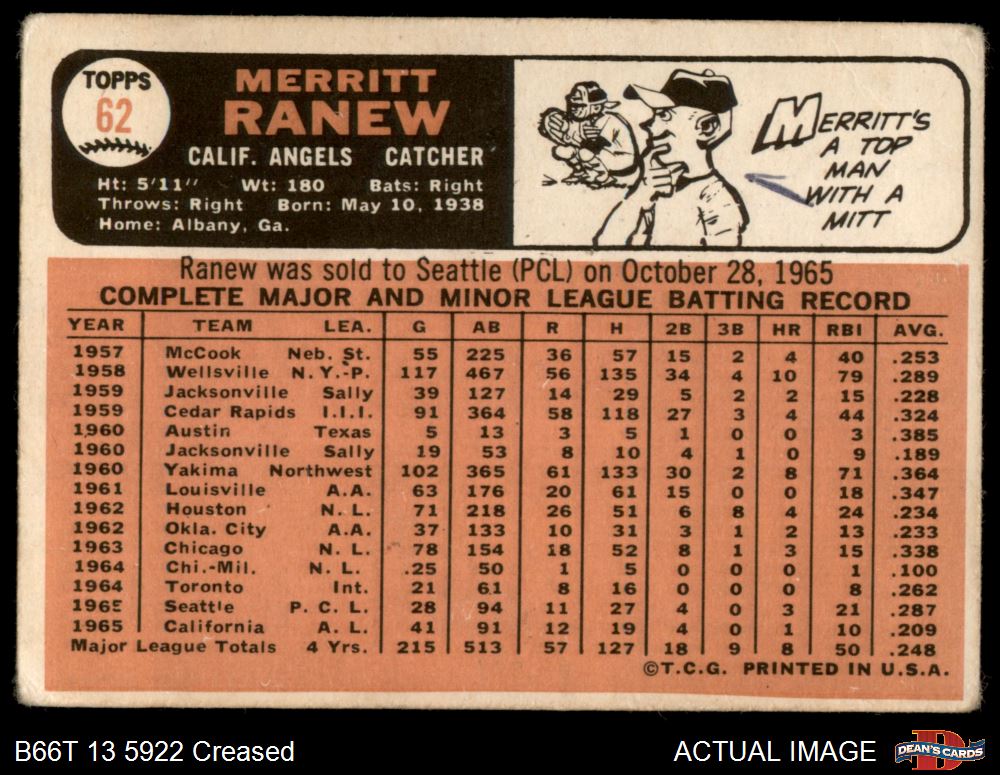 TOPPS
62
MERRITT
RANEW
CALIF. ANGELS CATCHER
Ht: 5'11" Wt: 180 Bats: Right
Throws: Right Born: May 10, 1938
Home: Albany, Ga.
MERRITT'S
A TOP
MAN
WITH A
MITT
Ranew was sold to Seattle (PCL) on October 28, 1965
COMPLETE MAJOR AND MINOR LEAGUE BATTING RECORD
YEAR TEAM LEA. G AB R H 2B 3B HR RBI AVG.
1957 McCook Neb. St. 55 225 36 57 15 2 4 40 .253
1958 Wellsville N.Y.-P. 117 467 56 135 34 4 10 79 .289
1959 Jacksonville Sally 39 127 14 29 5 2 2 15 .228
1959 Cedar Rapids I.I.I. 91 364 58 118 27 3 4 44 .324
1960 Austin Texas 5 13 3 5 1 0 0 3 .385
1960 Jacksonville Sally 19 53 8 10 4 1 0 9 .189
1960 Yakima Northwest 102 365 61 133 30 2 8 71 .364
1961 Louisville A.A. 63 176 20 61 15 0 0 18 .347
1962 Houston N. L. 71 218 26 51 6 8 4 24 .234
1962 Okla. City A.A. 37 133 10 31 3 1 2 13 .233
1963 Chicago N. L. 78 154 18 52 8 1 3 15 .338
1964 Chi.-Mil. N. L. .25 50 1 5 0 0 0 1 .100
1964 Toronto Int. 21 61 8 16 0 0 0 8 .262
1965 Seattle P. C. L. 28 94 11 27 4 0 3 21 .287
1965 California A. L. 41 91 12 19 4 0 1 10 .209
Major League Totals 4 Yrs. 215 513 57 127 18 9 8 50 .248
©T.C.G. PRINTED IN U.S.A.
B66T 13 5922 Creased
ACTUAL IMAGE
DEAN'S CARDS